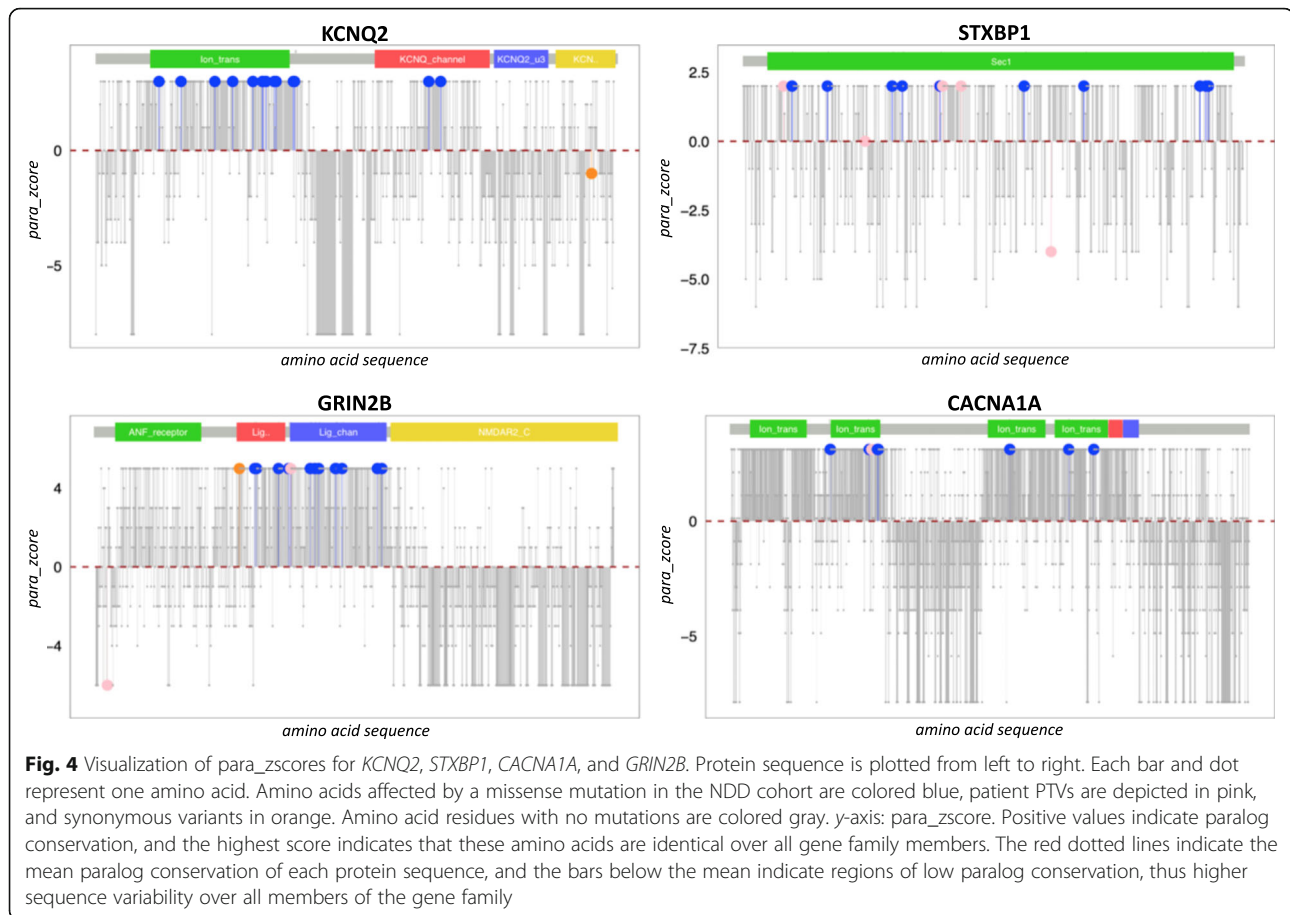 KCNQ2
Ion_trans KCNQ_channel KCNQ2_u3 KCN..
0
−5
para_zscore
amino acid sequence
STXBP1
Sec1
2.5
0.0
−2.5
−5.0
−7.5
para_zscore
amino acid sequence
GRIN2B
ANF_receptor Lig.. Lig_chan NMDAR2_C
4
0
−4
para_zscore
amino acid sequence
CACNA1A
Ion_trans Ion_trans Ion_trans Ion_trans
0
−5
para_zscore
amino acid sequence
Fig. 4 Visualization of para_zscores for KCNQ2, STXBP1, CACNA1A, and GRIN2B. Protein sequence is plotted from left to right. Each bar and dot
represent one amino acid. Amino acids affected by a missense mutation in the NDD cohort are colored blue, patient PTVs are depicted in pink,
and synonymous variants in orange. Amino acid residues with no mutations are colored gray. y-axis: para_zscore. Positive values indicate paralog
conservation, and the highest score indicates that these amino acids are identical over all gene family members. The red dotted lines indicate the
mean paralog conservation of each protein sequence, and the bars below the mean indicate regions of low paralog conservation, thus higher
sequence variability over all members of the gene family